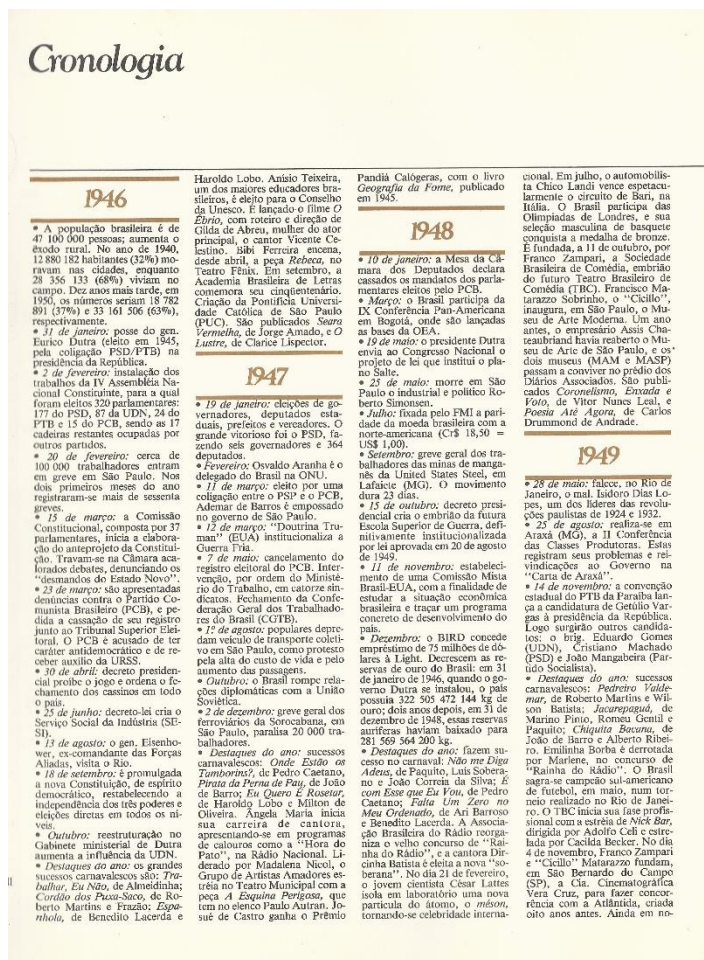 Cronologia
1946
• A população brasileira é de
47 100 000 pessoas; aumenta o
êxodo rural. No ano de 1940,
12 880 182 habitantes (32%) mo-
ravam nas cidades, enquanto
28 356 133 (68%) viviam no
campo. Dez anos mais tarde, em
1950, os números seriam 18 782
891 (37%) e 33 161 506 (63%),
respectivamente.
• 31 de janeiro: posse do gen.
Eurico Dutra (eleito em 1945,
pela coligação PSD/PTB) na
presidência da República.
• 2 de fevereiro: instalação dos
trabalhos da IV Assembléia Na-
cional Constituinte, para a qual
foram eleitos 320 parlamentares:
177 do PSD, 87 da UDN, 24 do
PTB e 15 do PCB, sendo as 17
cadeiras restantes ocupadas por
outros partidos.
• 20 de fevereiro: cerca de
100 000 trabalhadores entram
em greve em São Paulo. Nos
dois primeiros meses do ano
registraram-se mais de sessenta
greves.
• 15 de março: a Comissão
Constitucional, composta por 37
parlamentares, inicia a elabora-
ção do anteprojeto da Constitui-
ção. Travam-se na Câmara aca-
lorados debates, denunciando os
"desmandos do Estado Novo".
• 23 de março: são apresentadas
denúncias contra o Partido Co-
munista Brasileiro (PCB), e pe-
dida a cassação de seu registro
junto ao Tribunal Superior Elei-
toral. O PCB é acusado de ter
caráter antidemocrático e de re-
ceber auxílio da URSS.
• 30 de abril: decreto presiden-
cial proíbe o jogo e ordena o fe-
chamento dos cassinos em todo
o país.
• 25 de junho: decreto-lei cria o
Serviço Social da Indústria (SE-
SI).
• 13 de agosto: o gen. Eisenho-
wer, ex-comandante das Forças
Aliadas, visita o Rio.
• 18 de setembro: é promulgada
a nova Constituição, de espírito
democrático, restabelecendo a
independência dos três poderes e
eleições diretas em todos os ní-
veis.
• Outubro: reestruturação no
Gabinete ministerial de Dutra
aumenta a influência da UDN.
• Destaques do ano: os grandes
sucessos carnavalescos são: Tra-
balhar, Eu Não, de Almeidinha;
Cordão dos Puxa-Saco, de Ro-
berto Martins e Frazão; Espa-
nhola, de Benedito Lacerda e
Haroldo Lobo. Anísio Teixeira,
um dos maiores educadores bra-
sileiros, é eleito para o Conselho
da Unesco. É lançado o filme O
Ébrio, com roteiro e direção de
Gilda de Abreu, mulher do ator
principal, o cantor Vicente Ce-
lestino. Bibi Ferreira encena,
desde abril, a peça Rebeca, no
Teatro Fênix. Em setembro, a
Academia Brasileira de Letras
comemora seu cinqüentenário.
Criação da Pontifícia Universi-
dade Católica de São Paulo
(PUC). São publicados Seara
Vermelha, de Jorge Amado, e O
Lustre, de Clarice Lispector.
1947
• 19 de janeiro: eleições de go-
vernadores, deputados esta-
duais, prefeitos e vereadores. O
grande vitorioso foi o PSD, fa-
zendo seis governadores e 364
deputados.
• Fevereiro: Osvaldo Aranha é o
delegado do Brasil na ONU.
• 11 de março: eleito por uma
coligação entre o PSP e o PCB,
Ademar de Barros é empossado
no governo de São Paulo.
• 12 de março: "Doutrina Tru-
man" (EUA) institucionaliza a
Guerra Fria.
• 7 de maio: cancelamento do
registro eleitoral do PCB. Inter-
venção, por ordem do Ministé-
rio do Trabalho, em catorze sin-
dicatos. Fechamento da Confe-
deração Geral dos Trabalhado-
res do Brasil (CGTB).
• 1º de agosto: populares depre-
dam veículo de transporte coleti-
vo em São Paulo, como protesto
pela alta do custo de vida e pelo
aumento das passagens.
• Outubro: o Brasil rompe rela-
ções diplomáticas com a União
Soviética.
• 2 de dezembro: greve geral dos
ferroviários da Sorocabana, em
São Paulo, paralisa 20 000 tra-
balhadores.
• Destaques do ano: sucessos
carnavalescos: Onde Estão os
Tamborins?, de Pedro Caetano,
Pirata da Perna de Pau, de João
de Barro; Eu Quero É Rosetar,
de Haroldo Lobo e Milton de
Oliveira. Ângela Maria inicia
sua carreira de cantora,
apresentando-se em programas
de calouros como a "Hora do
Pato", na Rádio Nacional. Li-
derado por Madalena Nicol, o
Grupo de Artistas Amadores es-
tréia no Teatro Municipal com a
peça A Esquina Perigosa, que
tem no elenco Paulo Autran. Jo-
sué de Castro ganha o Prêmio
Pandiá Calógeras, com o livro
Geografia da Fome, publicado
em 1945.
1948
• 10 de janeiro: a Mesa da Câ-
mara dos Deputados declara
cassados os mandatos dos parla-
mentares eleitos pelo PCB.
• Março: o Brasil participa da
IX Conferência Pan-Americana
em Bogotá, onde são lançadas
as bases da OEA.
• 19 de maio: o presidente Dutra
envia ao Congresso Nacional o
projeto de lei que institui o pla-
no Salte.
• 25 de maio: morre em São
Paulo o industrial e político Ro-
berto Simonsen.
• Julho: fixada pelo FMI a pari-
dade da moeda brasileira com a
norte-americana (Cr$ 18,50 =
US$ 1,00).
• Setembro: greve geral dos tra-
balhadores das minas de manga-
nês da United States Steel, em
Lafaiete (MG). O movimento
dura 23 dias.
• 15 de outubro: decreto presi-
dencial cria o embrião da futura
Escola Superior de Guerra, defi-
nitivamente institucionalizada
por lei aprovada em 20 de agosto
de 1949.
• 11 de novembro: estabeleci-
mento de uma Comissão Mista
Brasil-EUA, com a finalidade de
estudar a situação econômica
brasileira e traçar um programa
concreto de desenvolvimento do
país.
• Dezembro: o BIRD concede
empréstimo de 75 milhões de dó-
lares à Light. Decrescem as re-
servas de ouro do Brasil: em 31
de janeiro de 1946, quando o go-
verno Dutra se instalou, o país
possuía 322 505 472 144 kg de
ouro; dois anos depois, em 31 de
dezembro de 1948, essas reservas
auríferas haviam baixado para
281 569 564 200 kg.
• Destaques do ano: fazem su-
cesso no carnaval: Não me Diga
Adeus, de Paquito, Luís Sobera-
no e João Correia da Silva; É
com Esse que Eu Vou, de Pedro
Caetano; Falta Um Zero no
Meu Ordenado, de Ari Barroso
e Benedito Lacerda. A Associa-
ção Brasileira do Rádio reorga-
niza o velho concurso de "Rai-
nha do Rádio", e a cantora Dir-
cinha Batista é eleita a nova "so-
berana". No dia 21 de fevereiro,
o jovem cientista César Lattes
isola em laboratório uma nova
partícula do átomo, o méson,
tornando-se celebridade interna-
cional. Em julho, o automobilis-
ta Chico Landi vence espetacu-
larmente o circuito de Bari, na
Itália. O Brasil participa das
Olimpíadas de Londres, e sua
seleção masculina de basquete
conquista a medalha de bronze.
É fundada, a 11 de outubro, por
Franco Zampari, a Sociedade
Brasileira de Comédia, embrião
do futuro Teatro Brasileiro de
Comédia (TBC). Francisco Ma-
tarazzo Sobrinho, o "Cicillo",
inaugura, em São Paulo, o Mu-
seu de Arte Moderna. Um ano
antes, o empresário Assis Cha-
teaubriand havia reaberto o Mu-
seu de Arte de São Paulo, e os
dois museus (MAM e MASP)
passam a conviver no prédio dos
Diários Associados. São publi-
cados Coronelismo, Enxada e
Voto, de Vítor Nunes Leal, e
Poesia Até Agora, de Carlos
Drummond de Andrade.
1949
• 28 de maio: falece, no Rio de
Janeiro, o mal. Isidoro Dias Lo-
pes, um dos líderes das revolu-
ções paulistas de 1924 e 1932.
• 25 de agosto: realiza-se em
Araxá (MG), a II Conferência
das Classes Produtoras. Estas
registram seus problemas e rei-
vindicações ao Governo na
"Carta de Araxá".
• 14 de novembro: a convenção
estadual do PTB da Paraíba lan-
ça a candidatura de Getúlio Var-
gas à presidência da República.
Logo surgirão outros candida-
tos: o brig. Eduardo Gomes
(UDN), Cristiano Machado
(PSD) e João Mangabeira (Par-
tido Socialista).
• Destaques do ano: sucessos
carnavalescos: Pedreiro Valde-
mar, de Roberto Martins e Wil-
son Batista; Jacarepaguá, de
Marino Pinto, Romeu Gentil e
Paquito; Chiquita Bacana, de
João de Barro e Alberto Ribei-
ro. Emilinha Borba é derrotada
por Marlene, no concurso de
"Rainha do Rádio". O Brasil
sagra-se campeão sul-americano
de futebol, em maio, num tor-
neio realizado no Rio de Janei-
ro. O TBC inicia sua fase profis-
sional com a estréia de Nick Bar,
dirigida por Adolfo Celi e estre-
lada por Cacilda Becker. No dia
4 de novembro, Franco Zampari
e "Cicillo" Matarazzo fundam,
em São Bernardo do Campo
(SP), a Cia. Cinematográfica
Vera Cruz, para fazer concor-
rência com a Atlântida, criada
oito anos antes. Ainda em no-